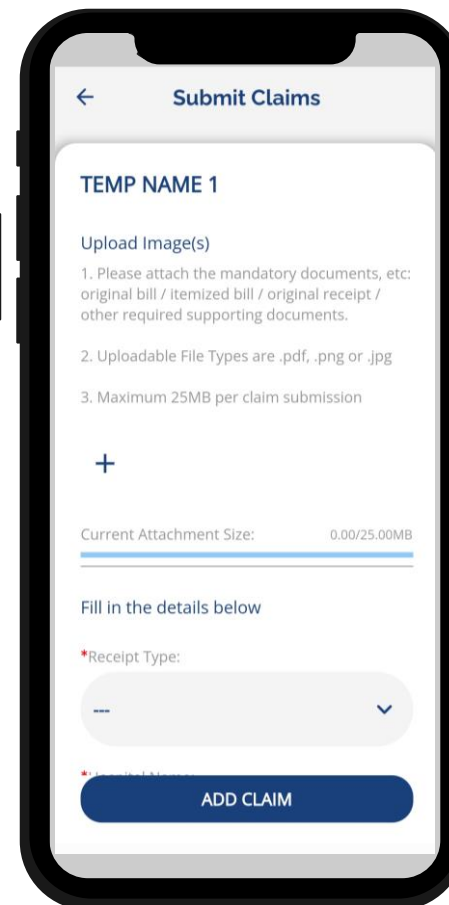 Submit Claims
TEMP NAME 1
Upload Image(s)
1. Please attach the mandatory documents, etc:
original bill / itemized bill / original receipt /
other required supporting documents.
2. Uploadable File Types are .pdf, .png or .jpg
3. Maximum 25MB per claim submission
+
Current Attachment Size: 0.00/25.00MB
Fill in the details below
*Receipt Type:
---
ADD CLAIM